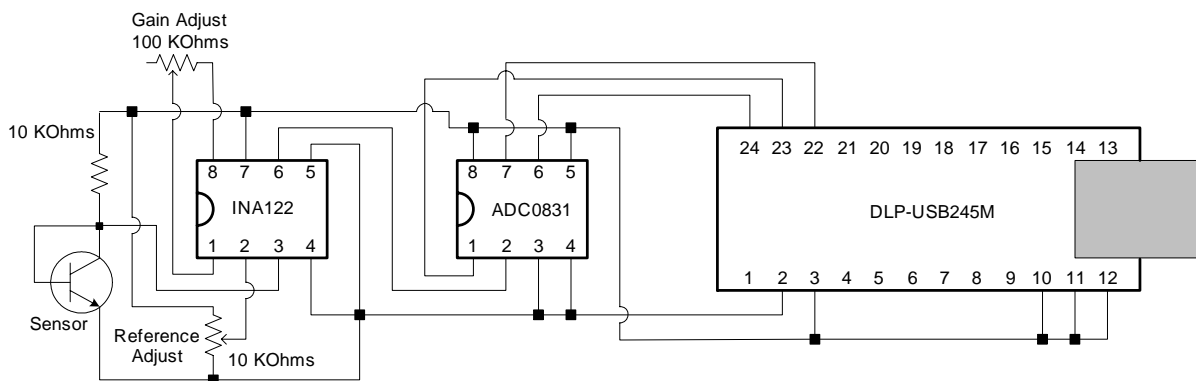 Gain Adjust
100 KOhms
10 KOhms
8 7 6 5
INA122
1 2 3 4
8 7 6 5
ADC0831
1 2 3 4
24 23 22 21 20 19 18 17 16 15 14 13
DLP-USB245M
1 2 3 4 5 6 7 8 9 10 11 12
Sensor
Reference
Adjust
10 KOhms